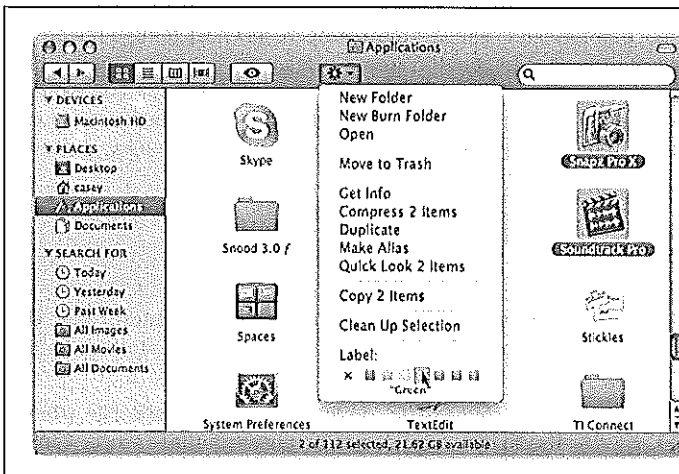 Applications
DEVICES
Macintosh HD
PLACES
Desktop
casey
Applications
Documents
SEARCH FOR
Today
Yesterday
Past Week
All Images
All Movies
All Documents
Skype
Snood 3.0 f
Spaces
System Preferences
New Folder
New Burn Folder
Open
Move to Trash
Get Info
Compress 2 Items
Duplicate
Make Alias
Quick Look 2 Items
Copy 2 Items
Clean Up Selection
Label:
"Green"
TextEdit
Snapz Pro X
Soundtrack Pro
Stickies
TI Connect
2 of 112 selected, 21.62 GB available